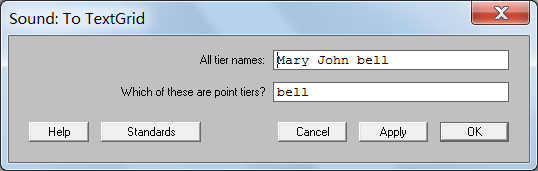 Sound: To TextGrid
All tier names: Mary John bell
Which of these are point tiers? bell
Help Standards Cancel Apply OK